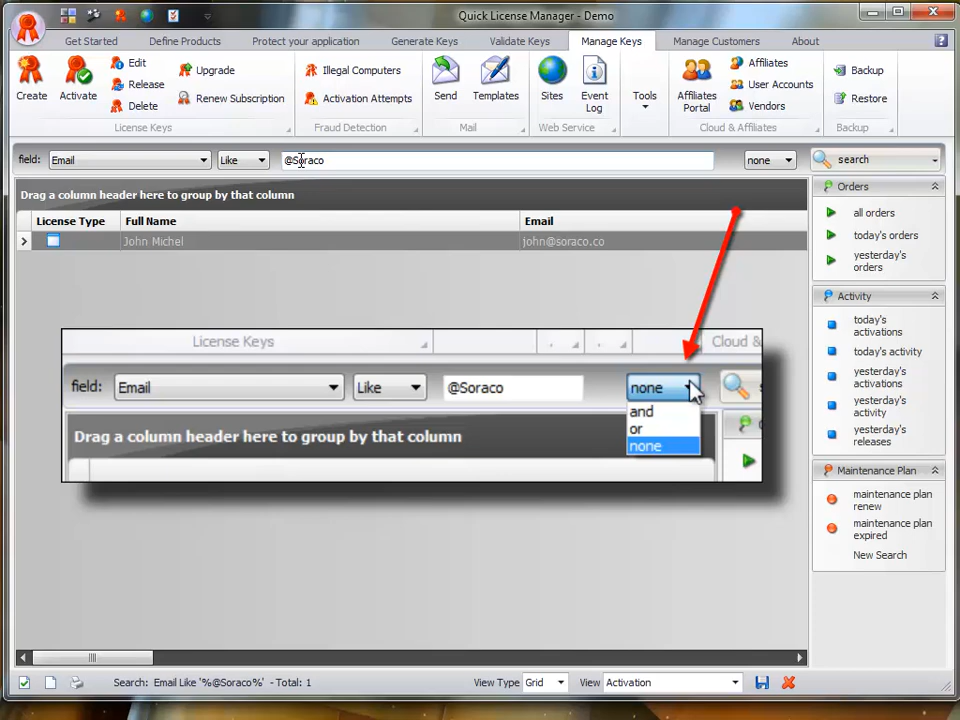 Quick License Manager - Demo
Get Started
Define Products
Protect your application
Generate Keys
Validate Keys
Manage Keys
Manage Customers
About
Create
Activate
Edit
Release
Delete
Upgrade
Renew Subscription
License Keys
Illegal Computers
Activation Attempts
Fraud Detection
Send
Templates
Mail
Sites
Event
Log
Web Service
Tools
Affiliates
Portal
Affiliates
User Accounts
Vendors
Cloud & Affiliates
Backup
Restore
Backup
field:
Email
Like
@Soraco
none
search
Drag a column header here to group by that column
License Type
Full Name
Email
John Michel
john@soraco.co
License Keys
Cloud &
field:
Email
Like
@Soraco
none
and
or
none
Drag a column header here to group by that column
Orders
all orders
today's orders
yesterday's
orders
Activity
today's
activations
today's activity
yesterday's
activations
yesterday's
activity
yesterday's
releases
Maintenance Plan
maintenance plan
renew
maintenance plan
expired
New Search
Search: Email Like '%@Soraco%' - Total: 1
View Type
Grid
View
Activation